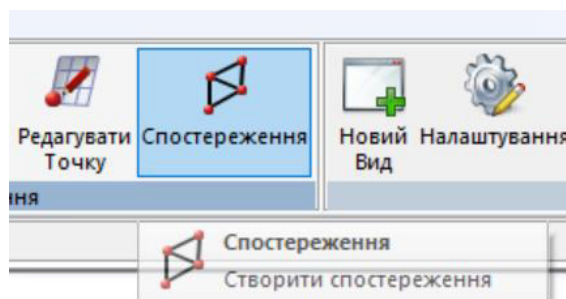 Редагувати Точку
Спостереження
Новий Вид
Налаштування
ння
Спостереження
Створити спостереження